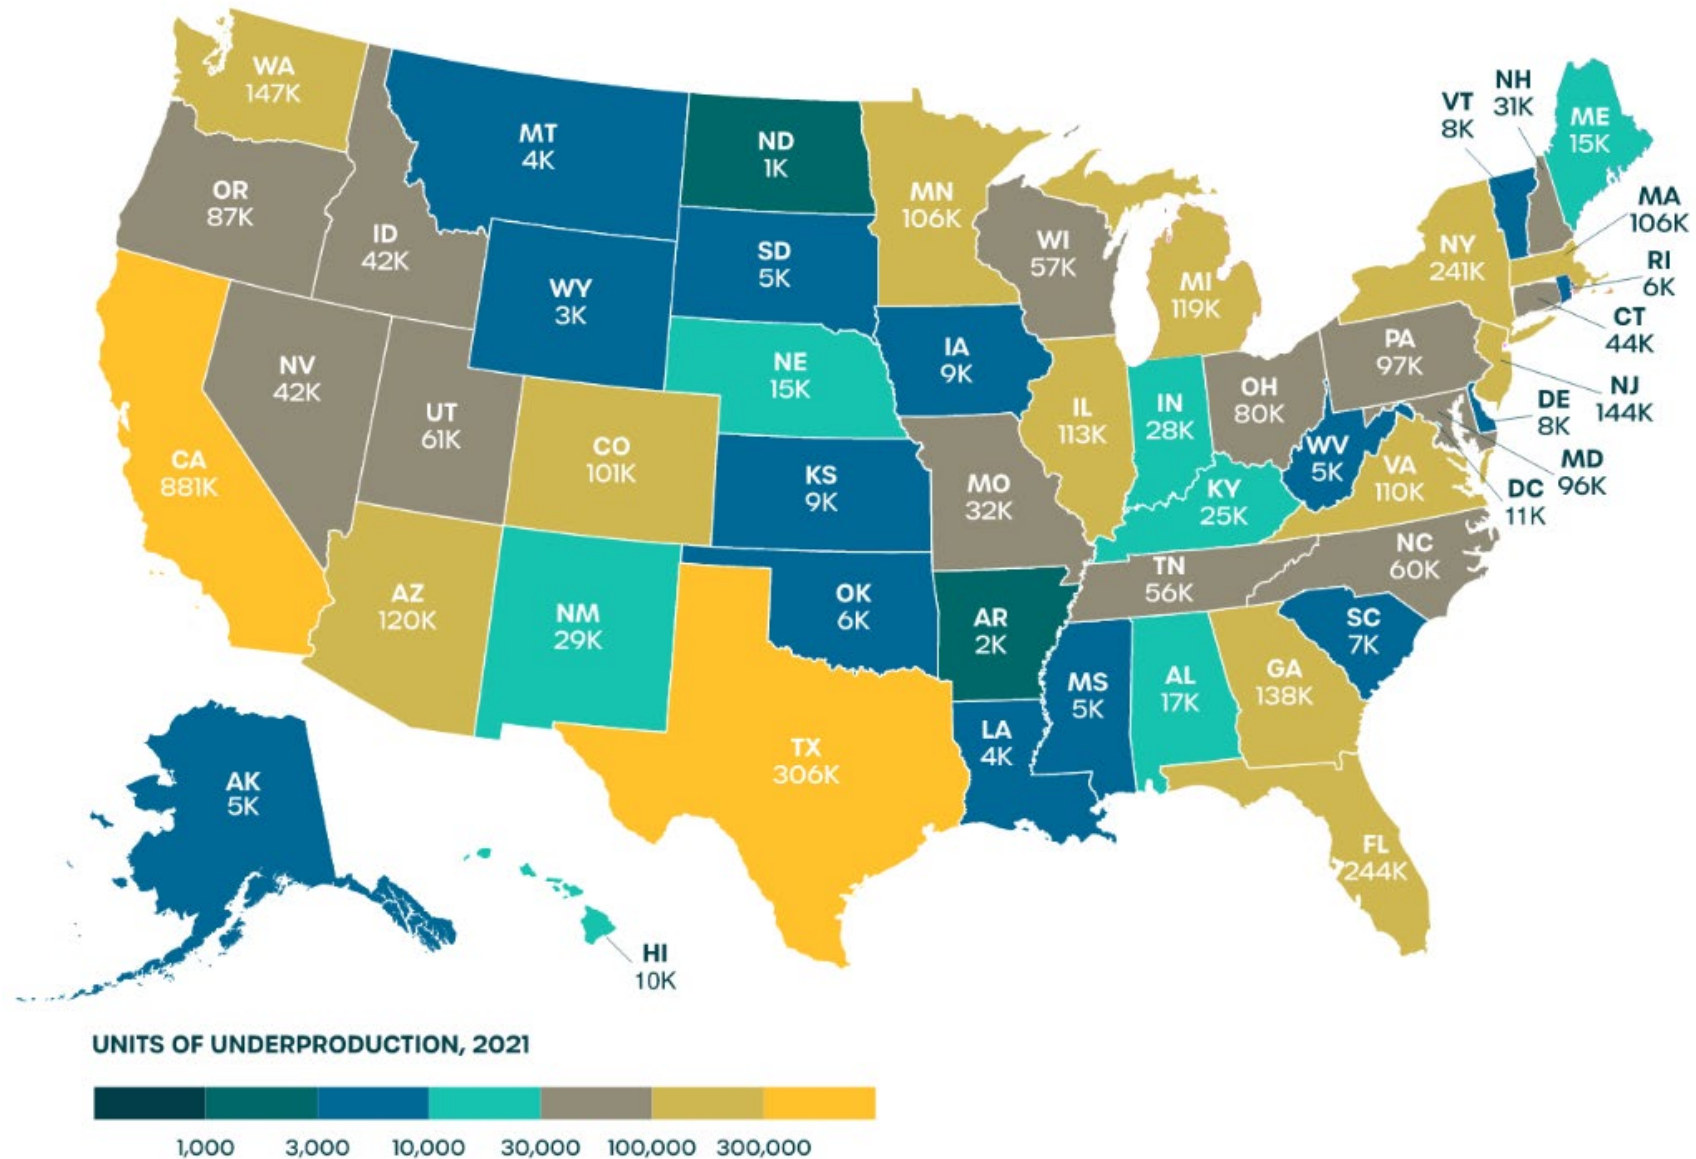 WA
147K
MT
4K
ND
1K
MN
106K
VT
8K
NH
31K
ME
15K
OR
87K
ID
42K
WY
3K
SD
5K
WI
57K
MI
119K
NY
241K
MA
106K
RI
6K
CT
44K
NV
42K
UT
61K
CO
101K
NE
15K
IA
9K
IL
113K
IN
28K
OH
80K
PA
97K
NJ
144K
DE
8K
MD
96K
DC
11K
CA
881K
KS
9K
MO
32K
KY
25K
WV
5K
VA
110K
AZ
120K
NM
29K
OK
6K
AR
2K
TN
56K
NC
60K
SC
7K
TX
306K
LA
4K
MS
5K
AL
17K
GA
138K
FL
244K
AK
5K
HI
10K
UNITS OF UNDERPRODUCTION, 2021
1,000 3,000 10,000 30,000 100,000 300,000